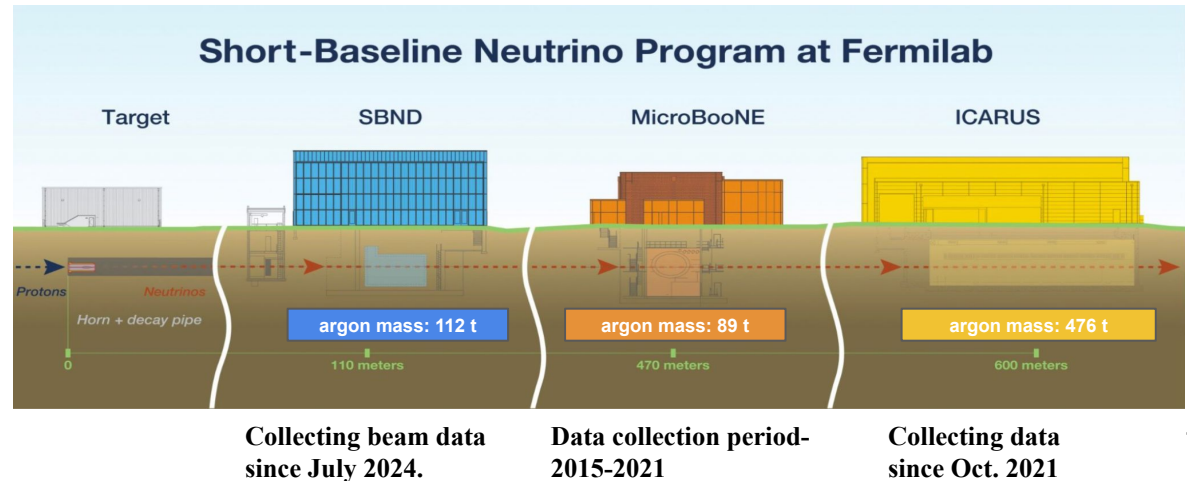 Short-Baseline Neutrino Program at Fermilab
Target
SBND
MicroBooNE
ICARUS
Protons
Neutrinos
Horn + decay pipe
argon mass: 112 t
argon mass: 89 t
argon mass: 476 t
0
110 meters
470 meters
600 meters
Collecting beam data
since July 2024.
Data collection period-
2015-2021
Collecting data
since Oct. 2021